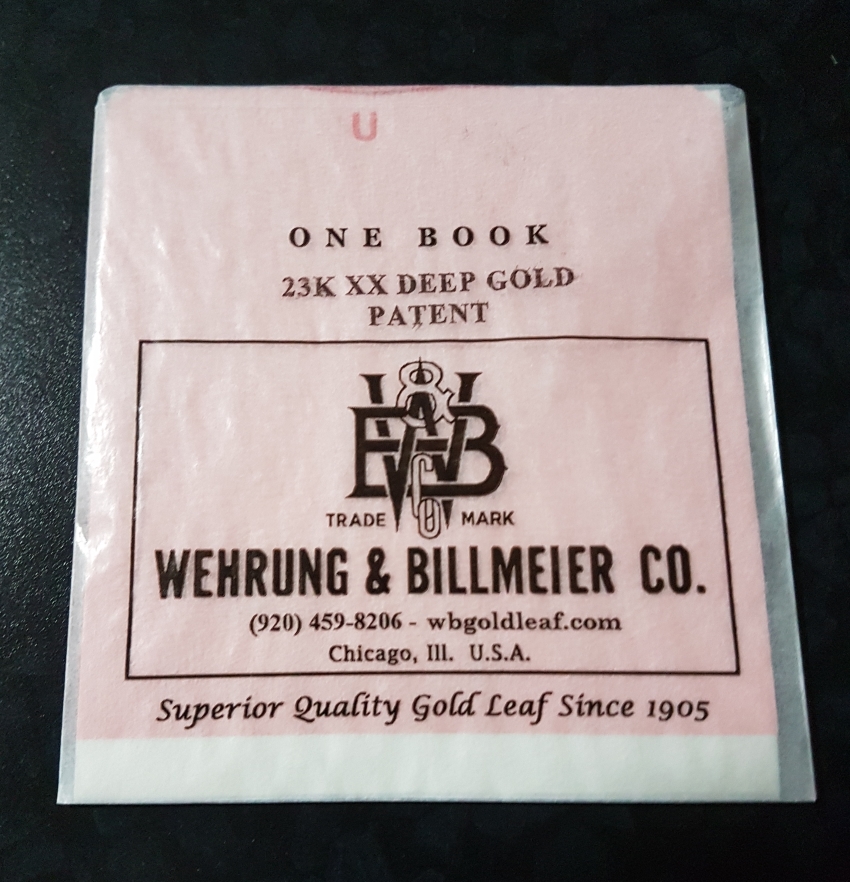 U
ONE BOOK
23K XX DEEP GOLD
PATENT
W&B Co
TRADE MARK
WEHRUNG & BILLMEIER CO.
(920) 459-8206 - wbgoldleaf.com
Chicago, Ill. U.S.A.
Superior Quality Gold Leaf Since 1905